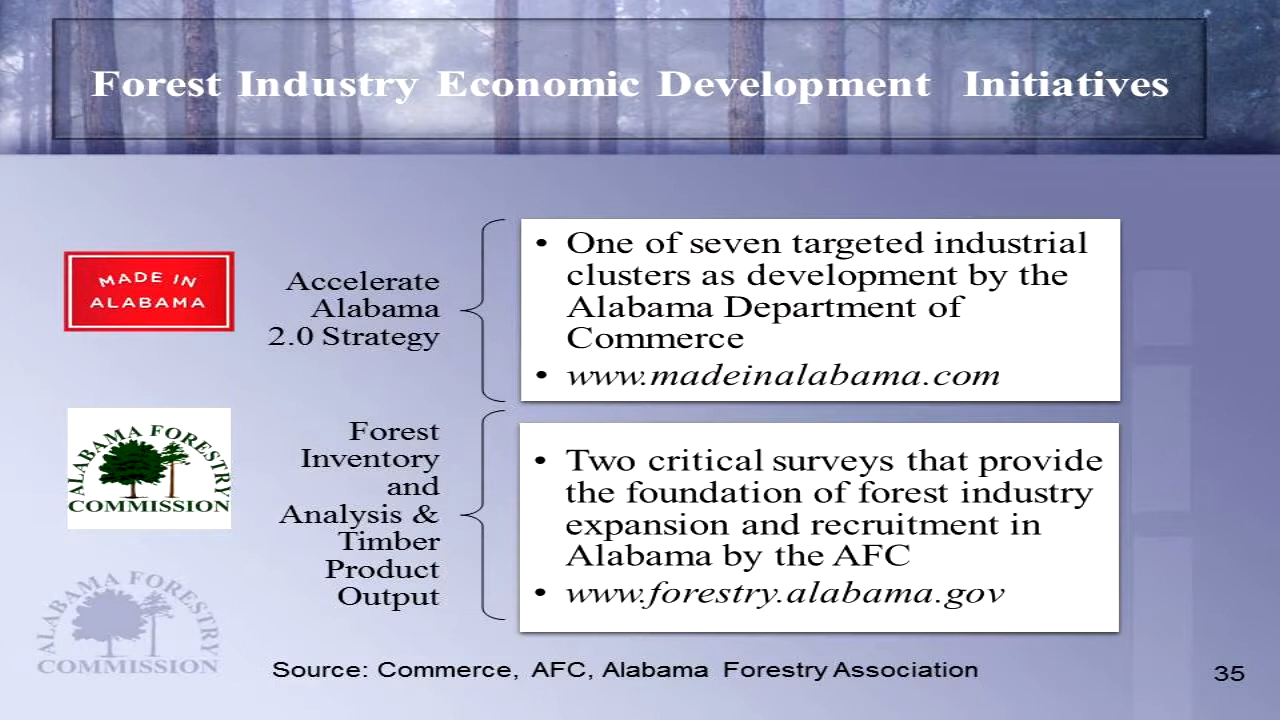 Forest Industry Economic Development Initiatives
MADE IN
ALABAMA
Accelerate
Alabama
2.0 Strategy
• One of seven targeted industrial
clusters as development by the
Alabama Department of
Commerce
• www.madeinalabama.com
ALABAMA FORESTRY
COMMISSION
Forest
Inventory
and
Analysis &
Timber
Product
Output
• Two critical surveys that provide
the foundation of forest industry
expansion and recruitment in
Alabama by the AFC
• www.forestry.alabama.gov
ALABAMA FORESTRY
COMMISSION
Source: Commerce, AFC, Alabama Forestry Association
35